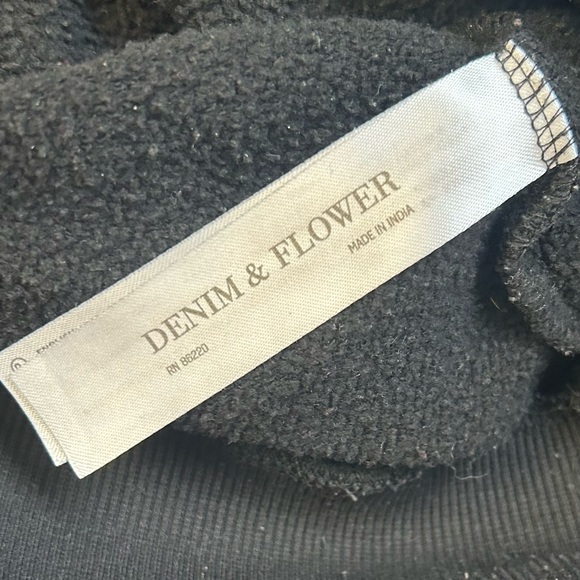 DENIM & FLOWER
RN 86220
MADE IN INDIA